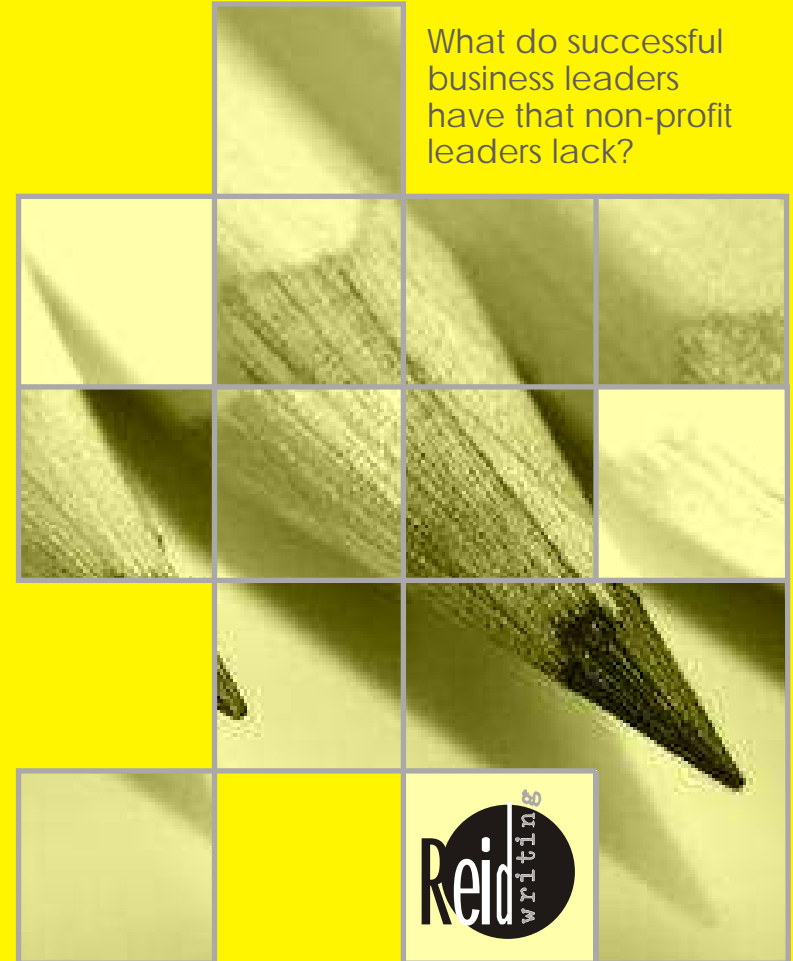 What do successful
business leaders
have that non-profit
leaders lack?
Reid
writing